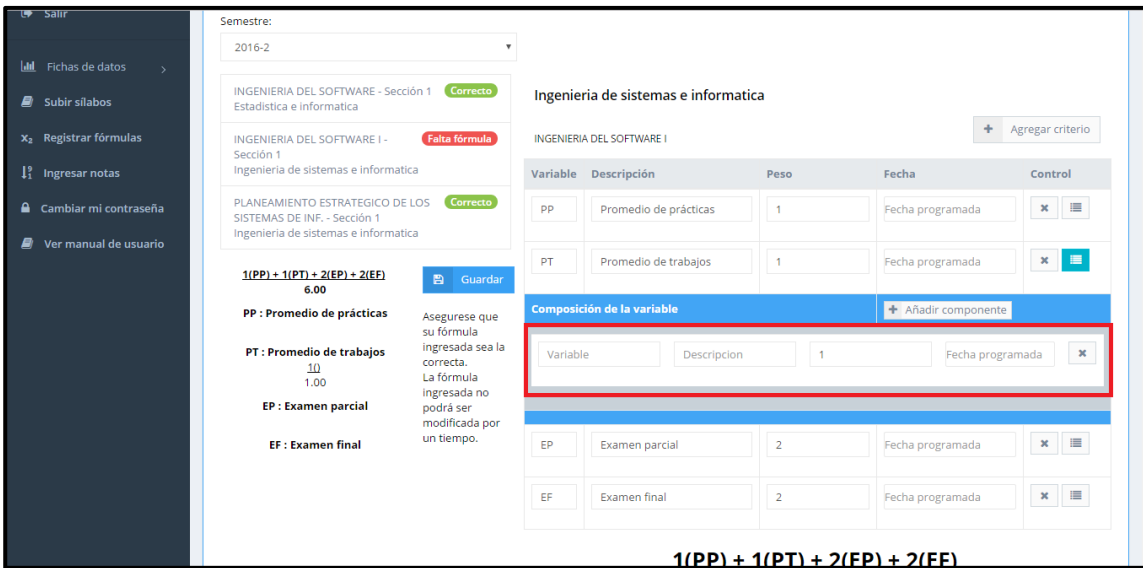 Salir
Fichas de datos
Subir sílabos
X₂ Registrar fórmulas
Ingresar notas
Cambiar mi contraseña
Ver manual de usuario
Semestre:
2016-2
INGENIERIA DEL SOFTWARE - Sección 1 Correcto
Estadistica e informatica
INGENIERIA DEL SOFTWARE I - Falta fórmula
Sección 1
Ingenieria de sistemas e informatica
PLANEAMIENTO ESTRATEGICO DE LOS Correcto
SISTEMAS DE INF. - Sección 1
Ingenieria de sistemas e informatica
1(PP) + 1(PT) + 2(EP) + 2(EF)
6.00
PP : Promedio de prácticas
PT : Promedio de trabajos
1()
1.00
EP : Examen parcial
EF : Examen final
Guardar
Asegurese que
su fórmula
ingresada sea la
correcta.
La fórmula
ingresada no
podrá ser
modificada por
un tiempo.
Ingenieria de sistemas e informatica
INGENIERIA DEL SOFTWARE I
+ Agregar criterio
Variable Descripción Peso Fecha Control
PP Promedio de prácticas 1 Fecha programada
PT Promedio de trabajos 1 Fecha programada
Composición de la variable + Añadir componente
Variable Descripcion 1 Fecha programada
EP Examen parcial 2 Fecha programada
EF Examen final 2 Fecha programada
1(PP) + 1(PT) + 2(EP) + 2(EF)